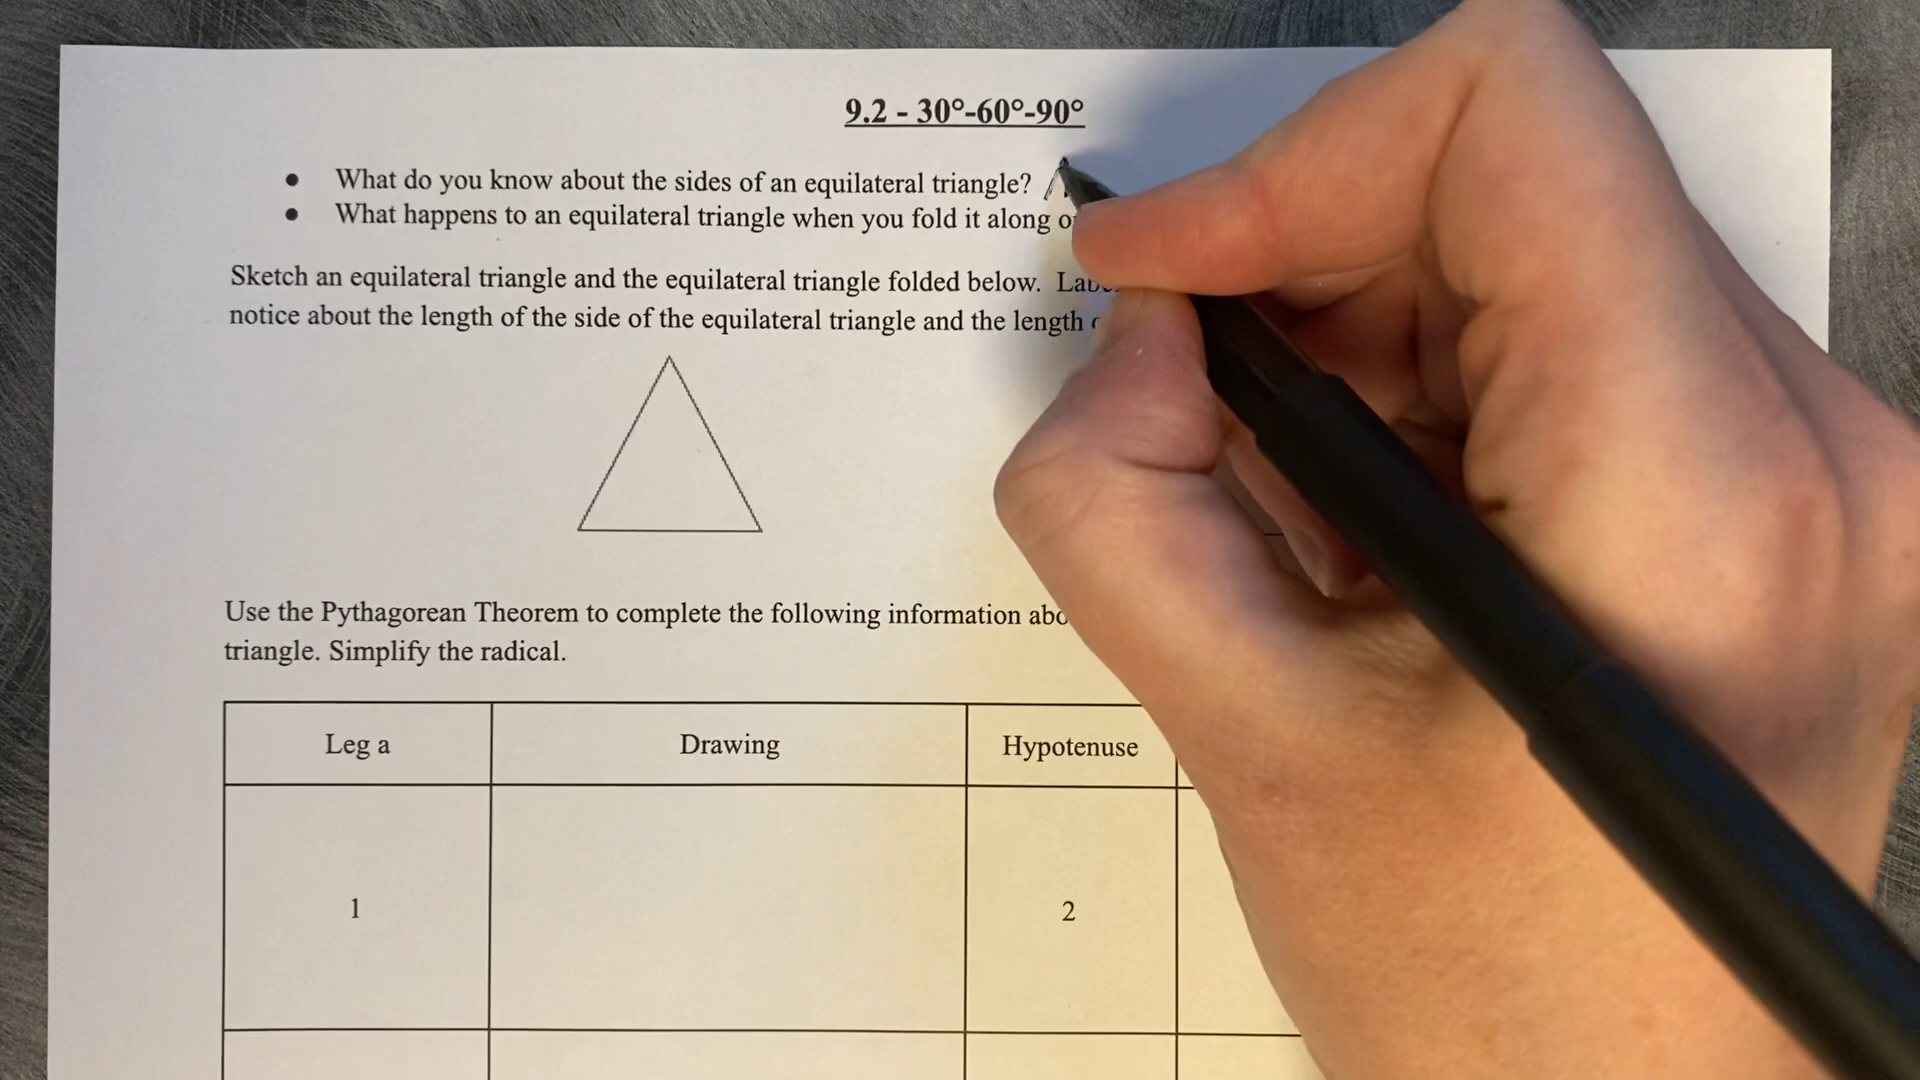 9.2 - 30°-60°-90°
• What do you know about the sides of an equilateral triangle?
• What happens to an equilateral triangle when you fold it along
Sketch an equilateral triangle and the equilateral triangle folded below.
notice about the length of the side of the equilateral triangle and the length
Use the Pythagorean Theorem to complete the following information
triangle. Simplify the radical.
Leg a Drawing Hypotenuse
1 2